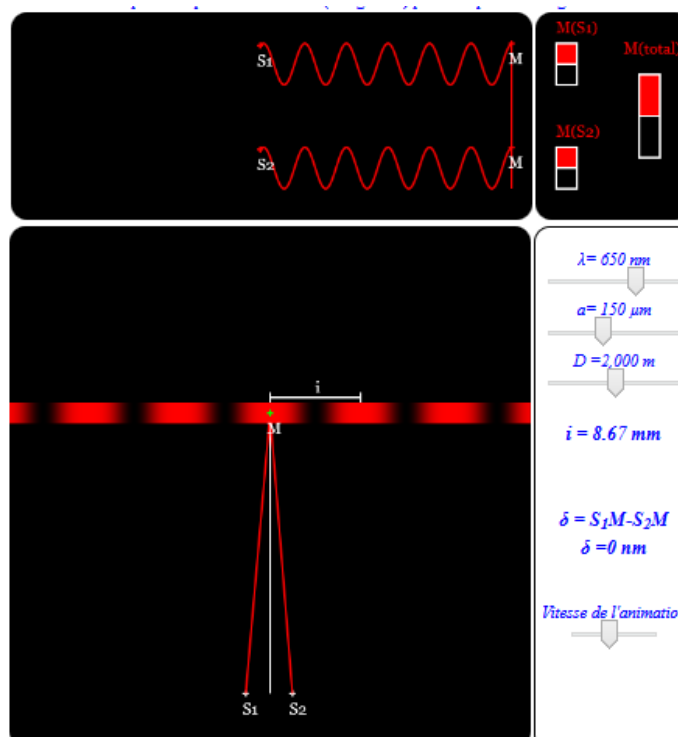 S1
M
S2
M
M(S1)
M(total)
M(S2)
i
M
S1
S2
λ= 650 nm
a= 150 µm
D =2,000 m
i = 8.67 mm
δ = S₁M-S₂M
δ =0 nm
Vitesse de l'animatio